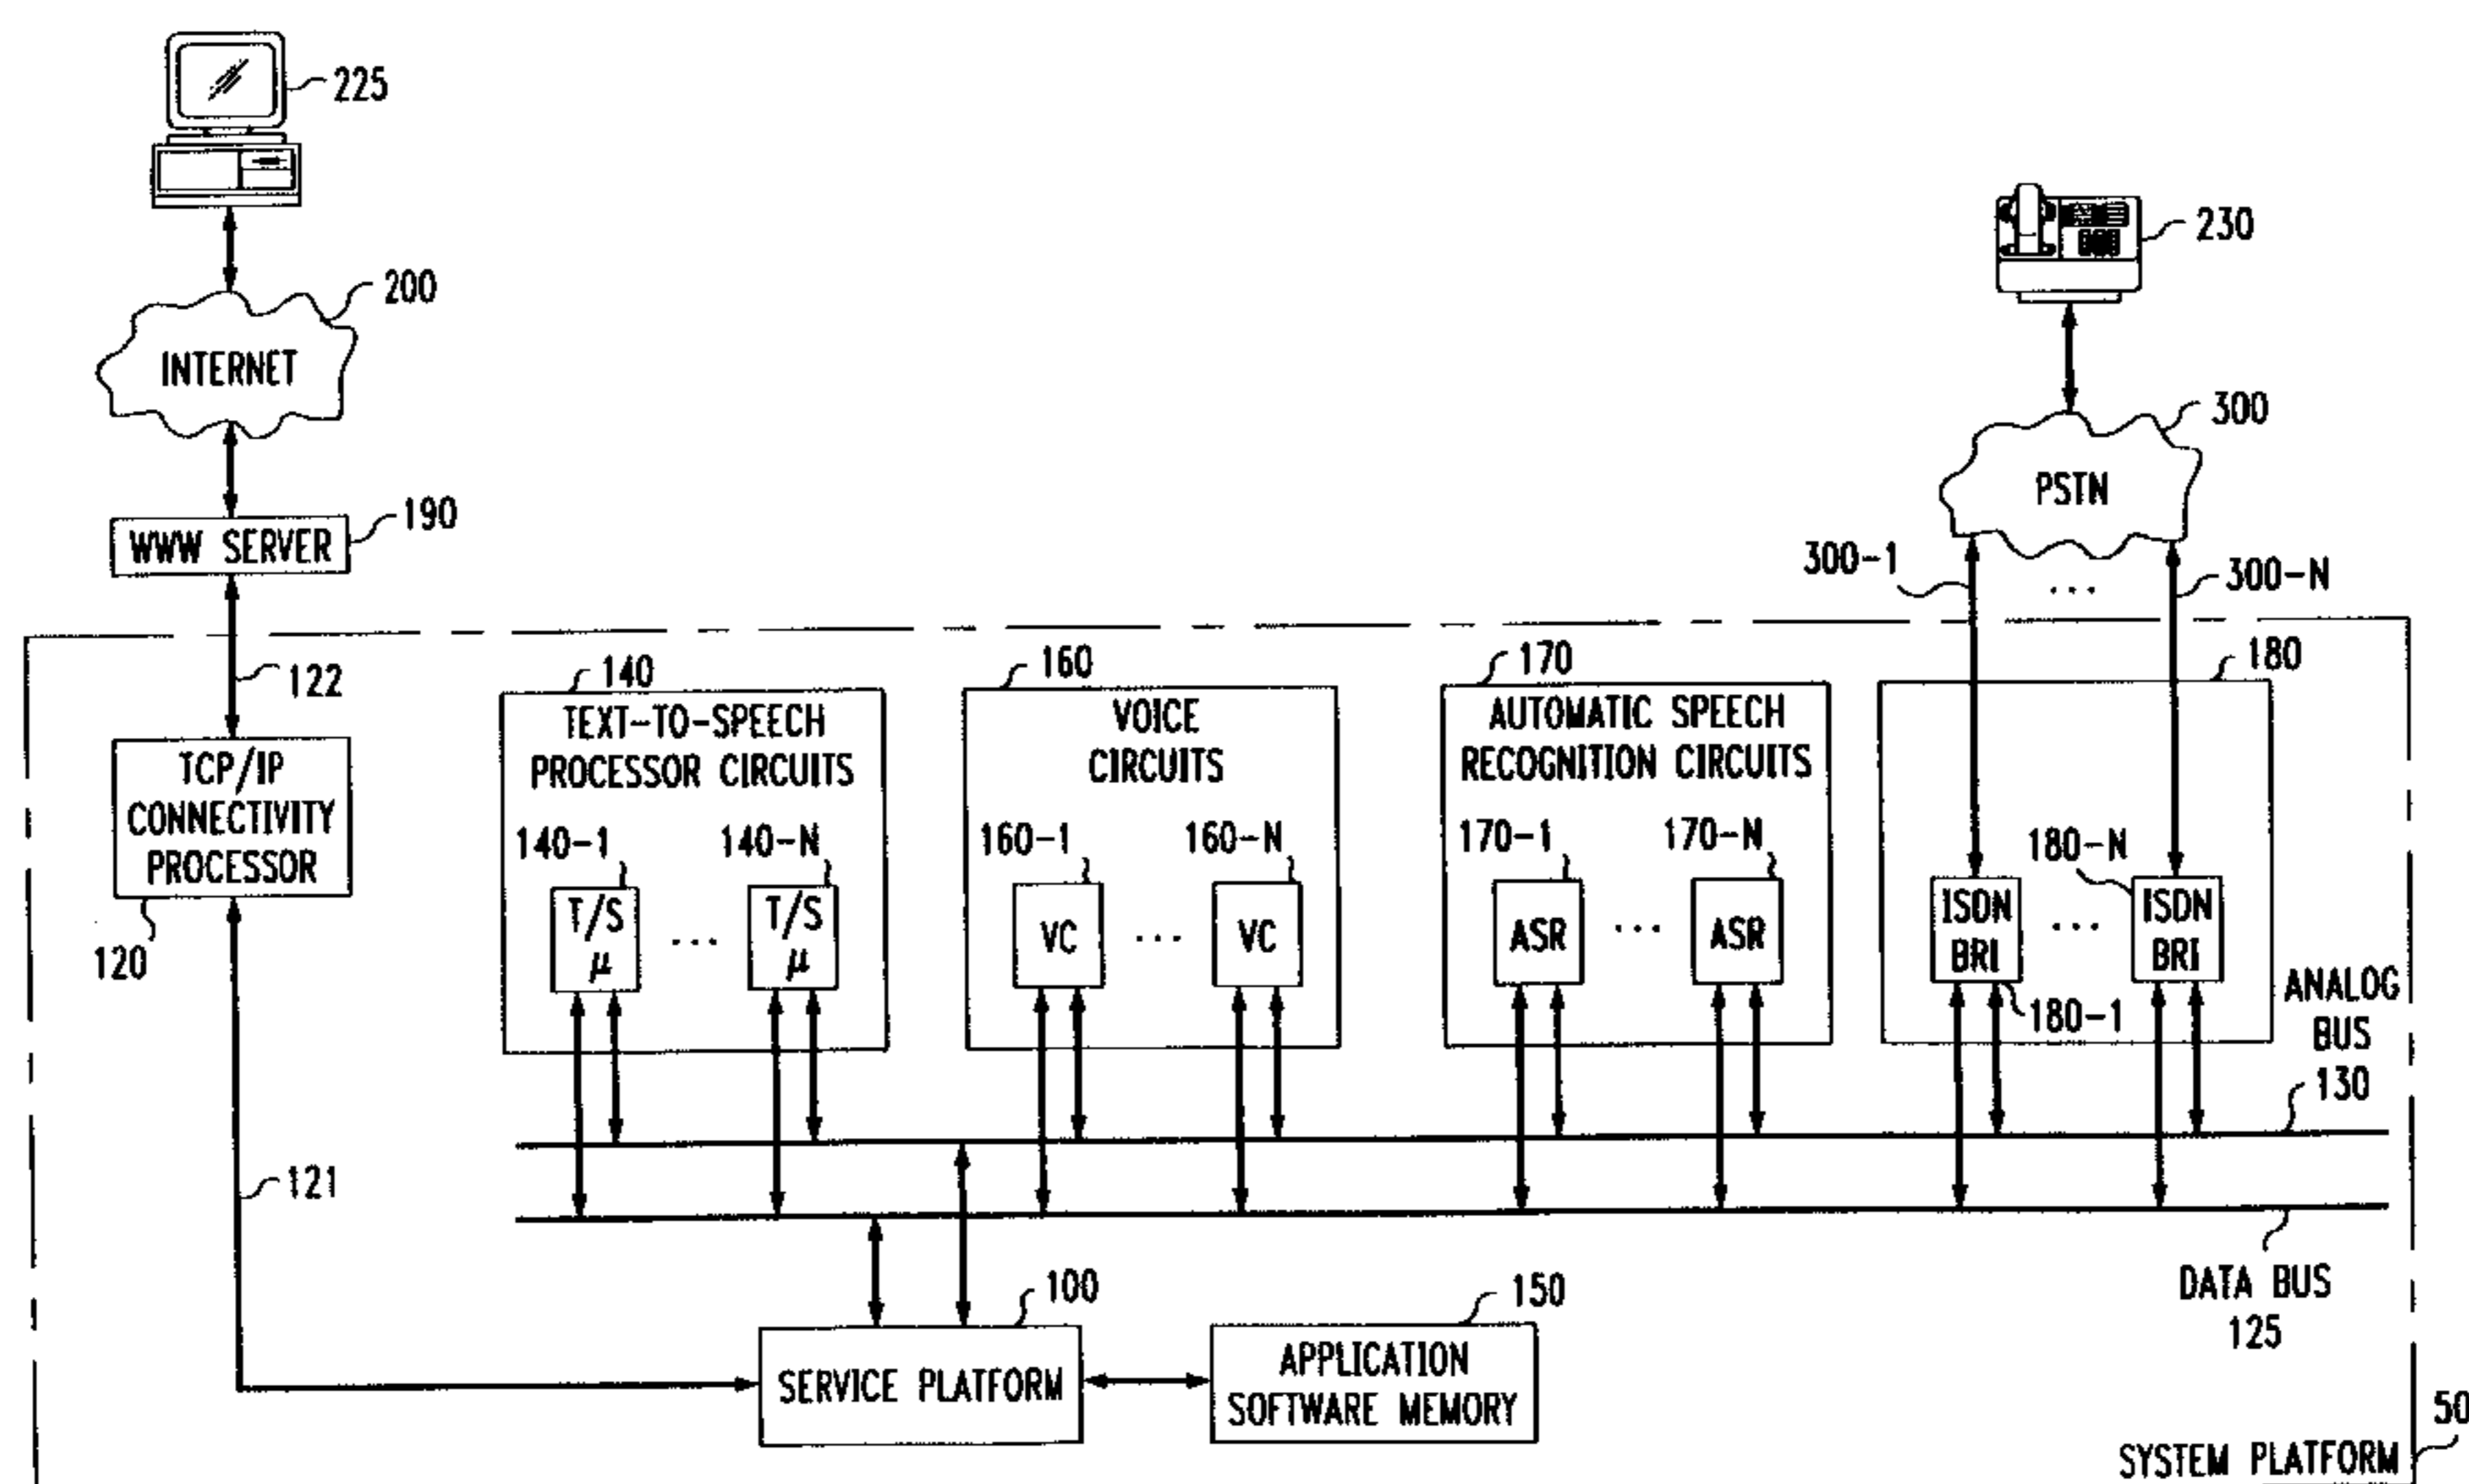 225
200
INTERNET
190
WWW SERVER
122
TCP/IP
CONNECTIVITY
PROCESSOR
120
121
230
300
PSTN
300-1
...
300-N
140
TEXT-TO-SPEECH
PROCESSOR CIRCUITS
140-1
140-N
T/S
μ
...
T/S
μ
160
VOICE
CIRCUITS
160-1
160-N
VC
...
VC
170
AUTOMATIC SPEECH
RECOGNITION CIRCUITS
170-1
170-N
ASR
...
ASR
180
180-N
ISDN
BRI
...
ISDN
BRI
180-1
ANALOG
BUS
130
DATA BUS
125
100
SERVICE PLATFORM
150
APPLICATION
SOFTWARE MEMORY
50
SYSTEM PLATFORM